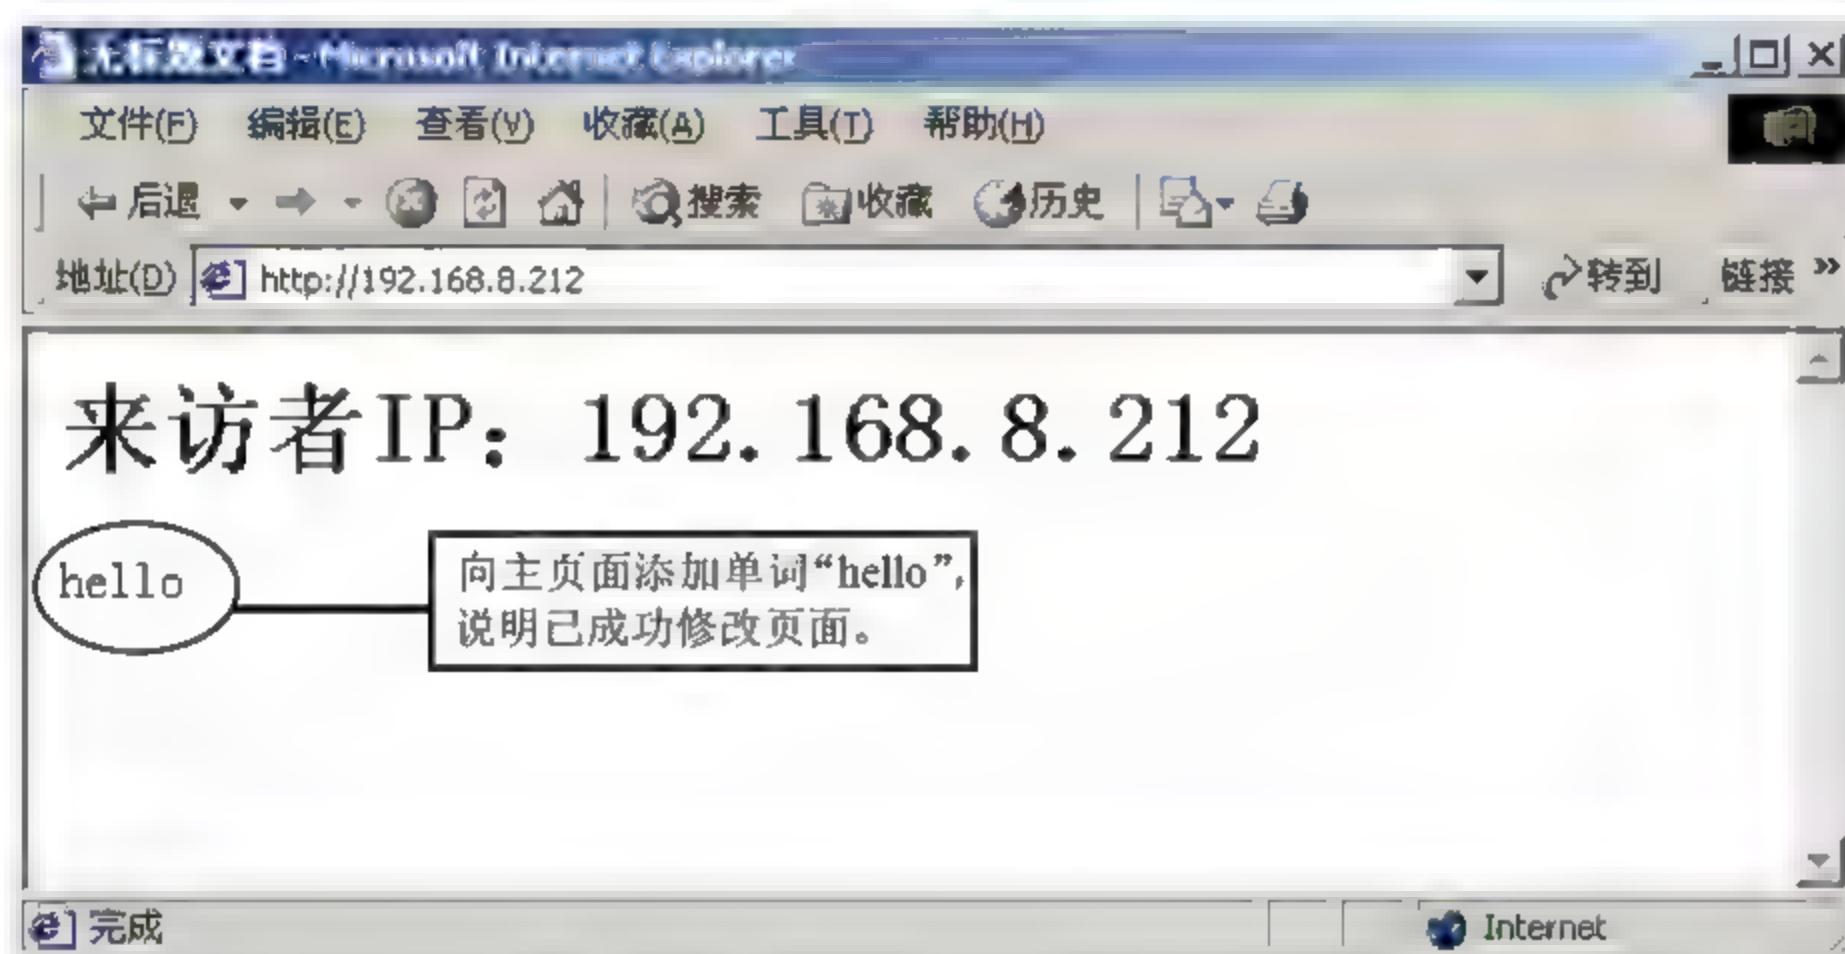 无标题文档 - Microsoft Internet Explorer
文件(F) 编辑(E) 查看(V) 收藏(A) 工具(T) 帮助(H)
后退 搜索 收藏 历史
地址(D) http://192.168.8.212 转到 链接 »
来访者IP：192.168.8.212
hello
向主页面添加单词“hello”，
说明已成功修改页面。
完成 Internet